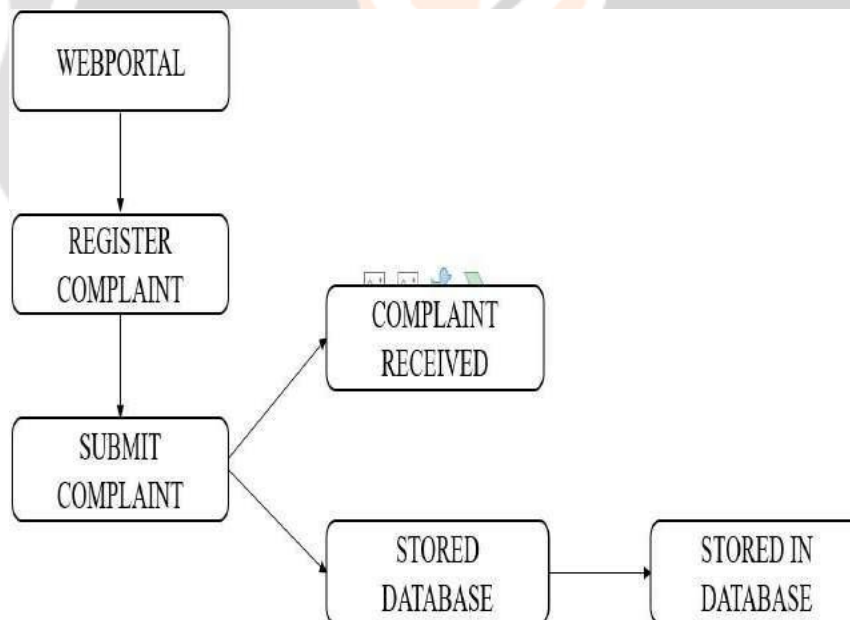 WEBPORTAL
REGISTER
COMPLAINT
COMPLAINT
RECEIVED
SUBMIT
COMPLAINT
STORED
DATABASE
STORED IN
DATABASE